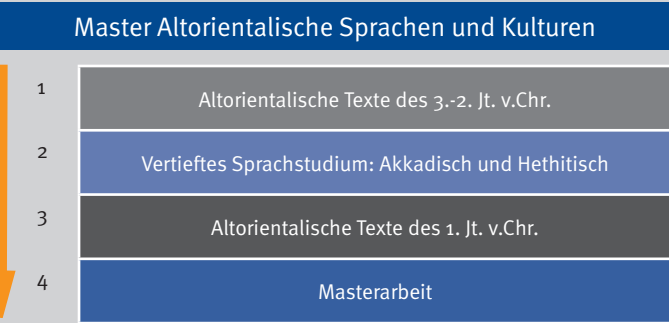 Master Altorientalische Sprachen und Kulturen
1
Altorientalische Texte des 3.-2. Jt. v.Chr.
2
Vertieftes Sprachstudium: Akkadisch und Hethitisch
3
Altorientalische Texte des 1. Jt. v.Chr.
4
Masterarbeit